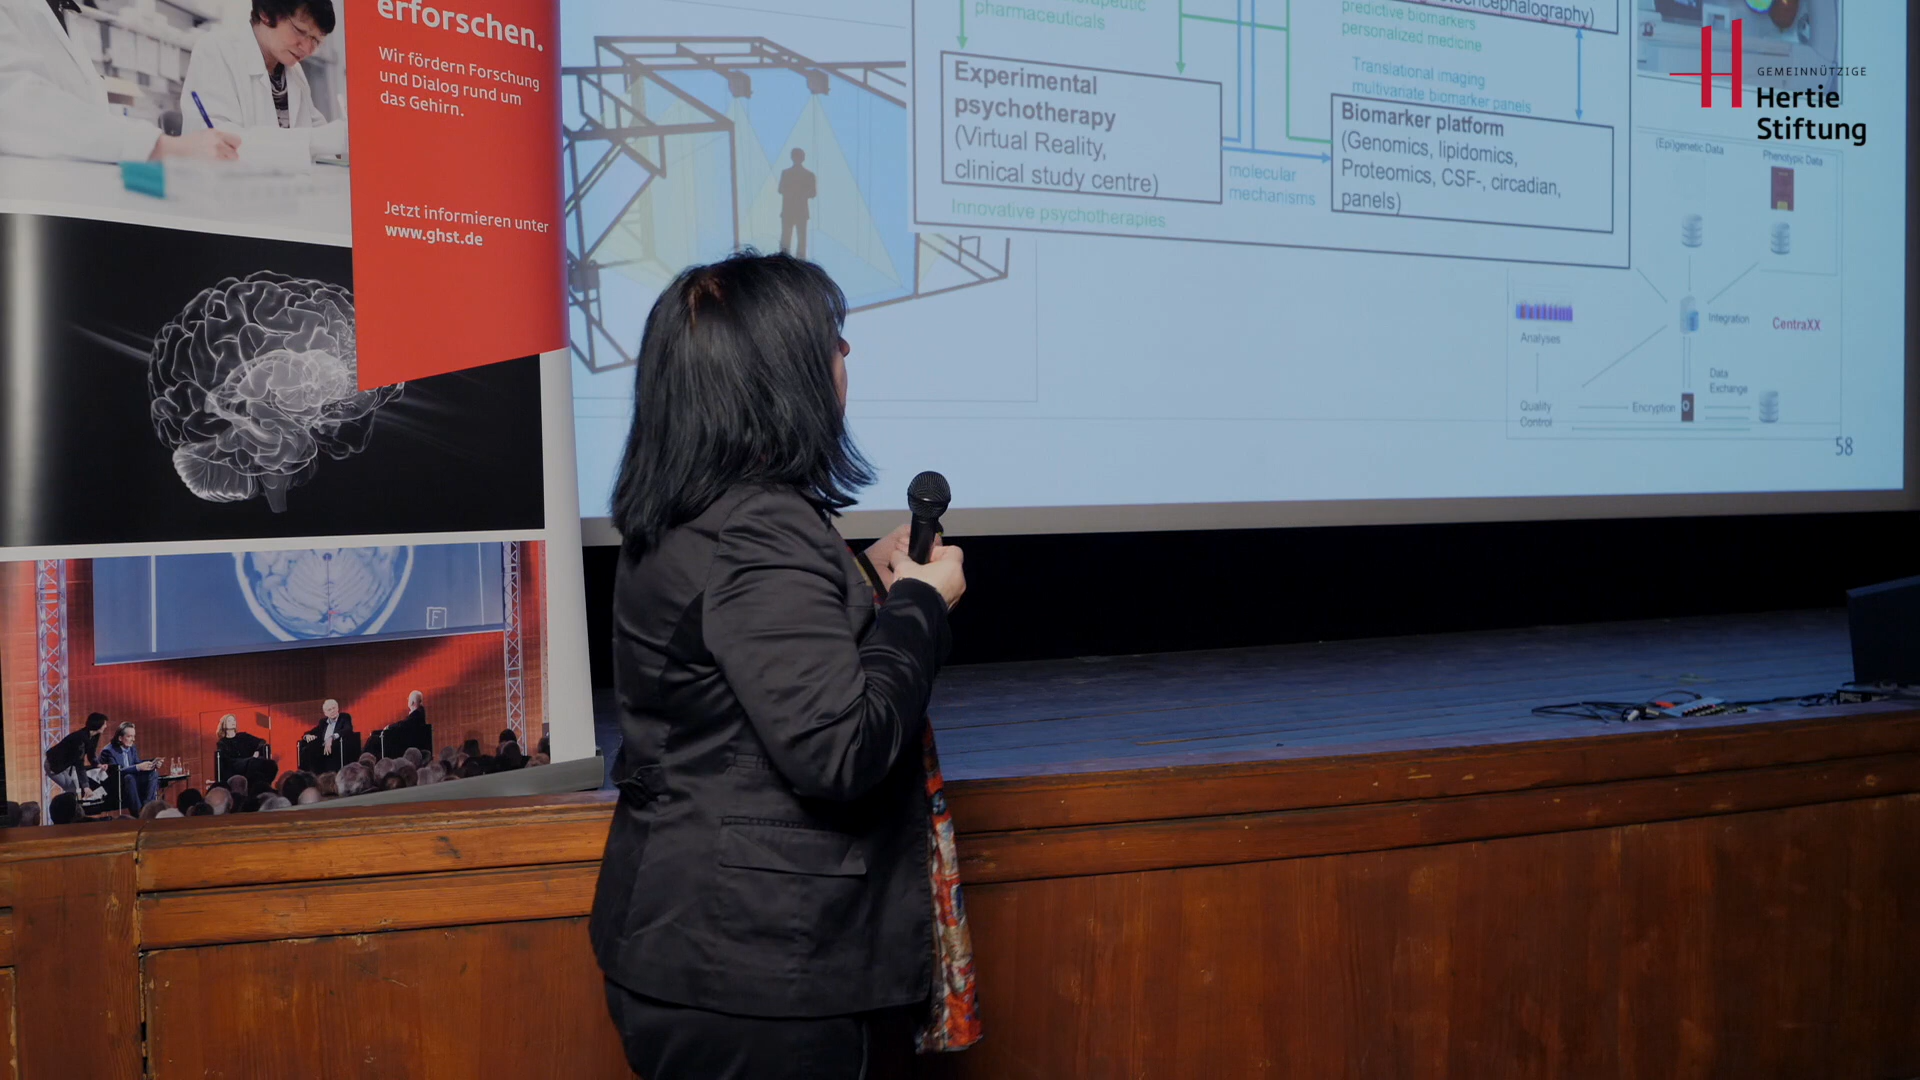 erforschen.
Wir fördern Forschung
und Dialog rund um
das Gehirn.
Jetzt informieren unter
www.ghst.de
F
pharmaceuticals
Experimental
psychotherapy
(Virtual Reality,
clinical study centre)
Innovative psychotherapies
molecular
mechanisms
predictive biomarkers
personalized medicine
Translational imaging
multivariate biomarker panels
Biomarker platform
(Genomics, lipidomics,
Proteomics, CSF-, circadian,
panels)
(Epi)genetic Data
Phenotypic Data
Integration
CentraXX
Analyses
Data
Exchange
Quality
Control
Encryption
58
GEMEINNÜTZIGE
Hertie
Stiftung